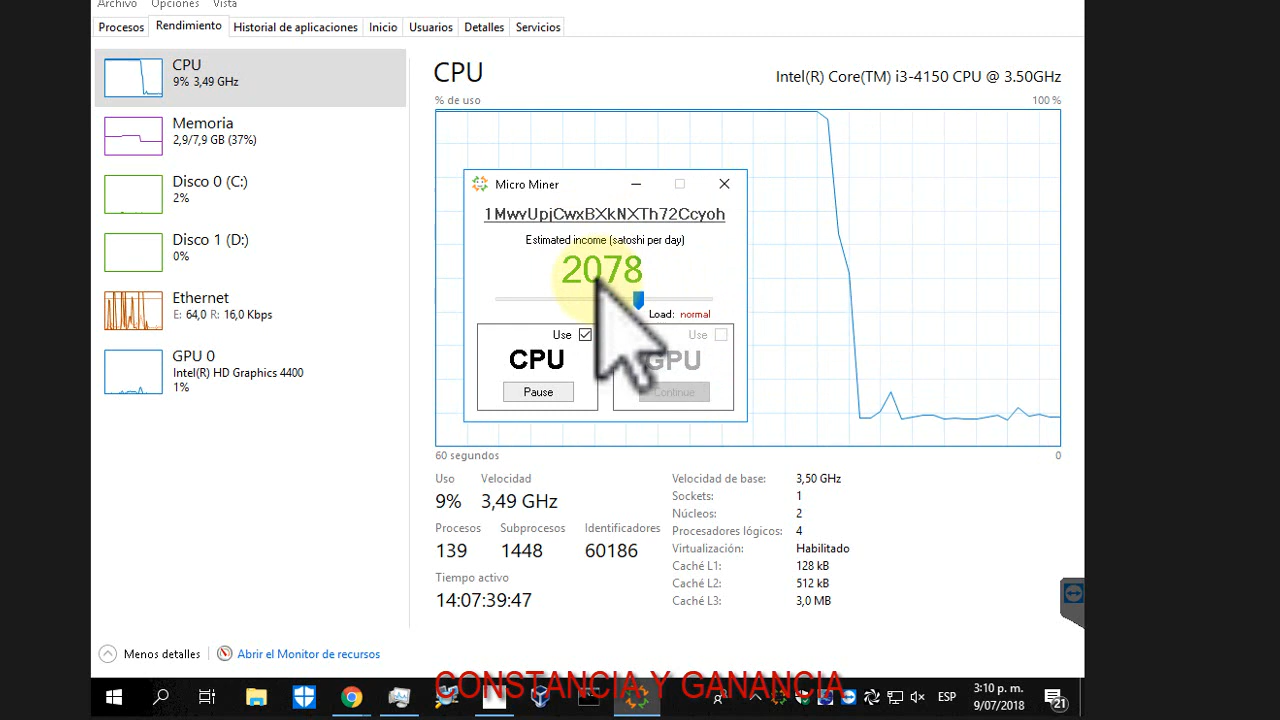 Archivo Opciones Vista
Procesos Rendimiento Historial de aplicaciones Inicio Usuarios Detalles Servicios
CPU
9% 3,49 GHz
Memoria
2,9/7,9 GB (37%)
Disco 0 (C:)
2%
Disco 1 (D:)
0%
Ethernet
E: 64,0 R: 16,0 Kbps
GPU 0
Intel(R) HD Graphics 4400
1%
CPU
Intel(R) Core(TM) i3-4150 CPU @ 3.50GHz
% de uso
100 %
Micro Miner
1MwvUpjCwxBXkNXTh72Ccyoh
Estimated income (satoshi per day)
2078
Load: normal
Use
CPU
Pause
Use
GPU
Continue
60 segundos
0
Uso Velocidad
9% 3,49 GHz
Procesos Subprocesos Identificadores
139 1448 60186
Tiempo activo
14:07:39:47
Velocidad de base: 3,50 GHz
Sockets: 1
Núcleos: 2
Procesadores lógicos: 4
Virtualización: Habilitado
Caché L1: 128 kB
Caché L2: 512 kB
Caché L3: 3,0 MB
Menos detalles
Abrir el Monitor de recursos
CONSTANCIA Y GANANCIA
ESP
3:10 p. m.
9/07/2018
21